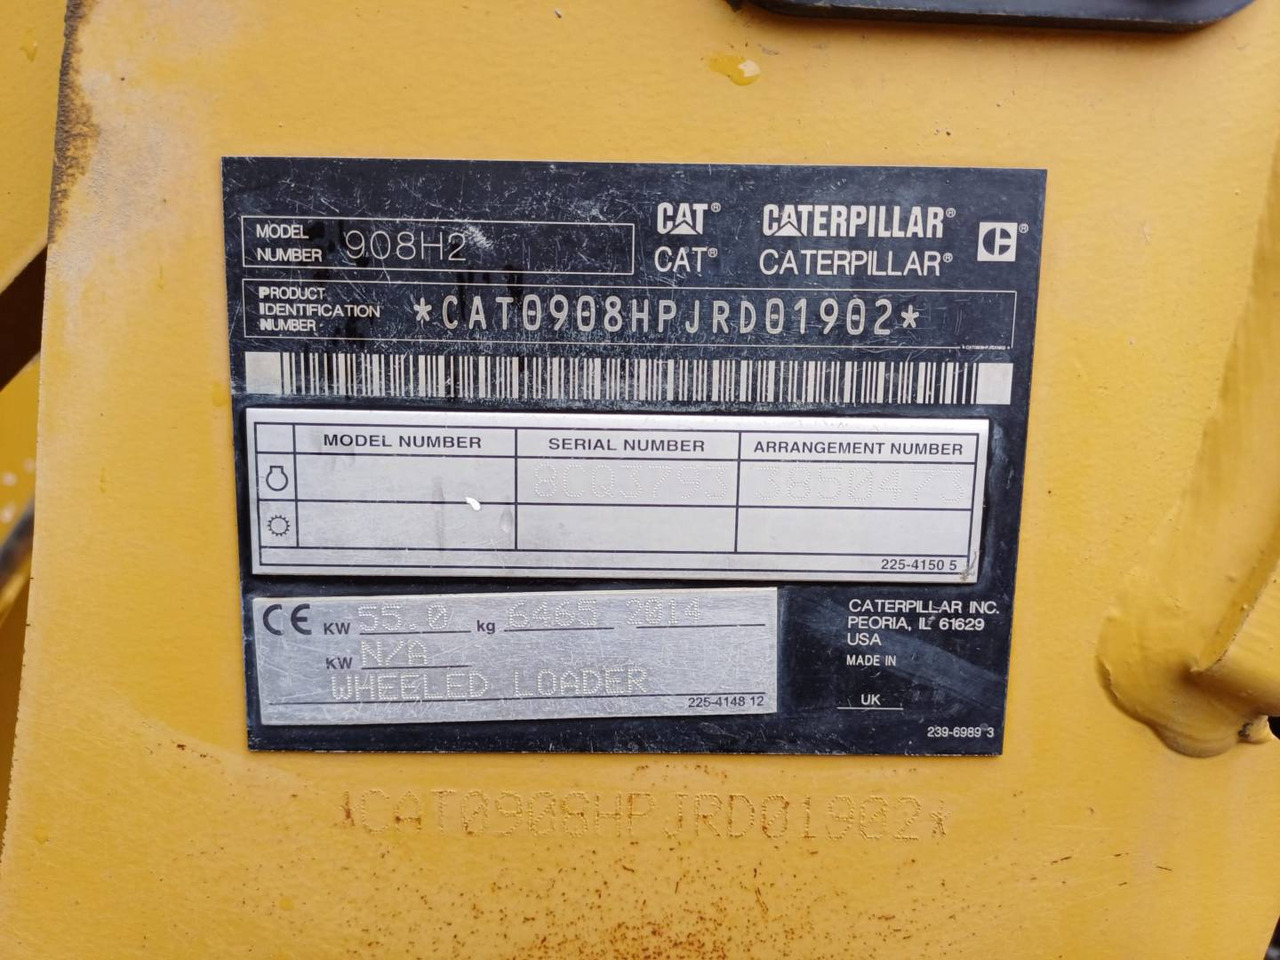 MODEL NUMBER 908H2
CAT® CATERPILLAR®
CAT® CATERPILLAR®
PRODUCT IDENTIFICATION NUMBER *CAT0908HPJRD01902*
MODEL NUMBER SERIAL NUMBER ARRANGEMENT NUMBER
8CQ3793 3850473
225-4150 5
CE KW 55.0 kg 6465 2014
KW N/A
WHEELED LOADER
225-4148 12
CATERPILLAR INC.
PEORIA, IL 61629
USA
MADE IN
UK
239-6989 3
*CAT0908HPJRD01902*